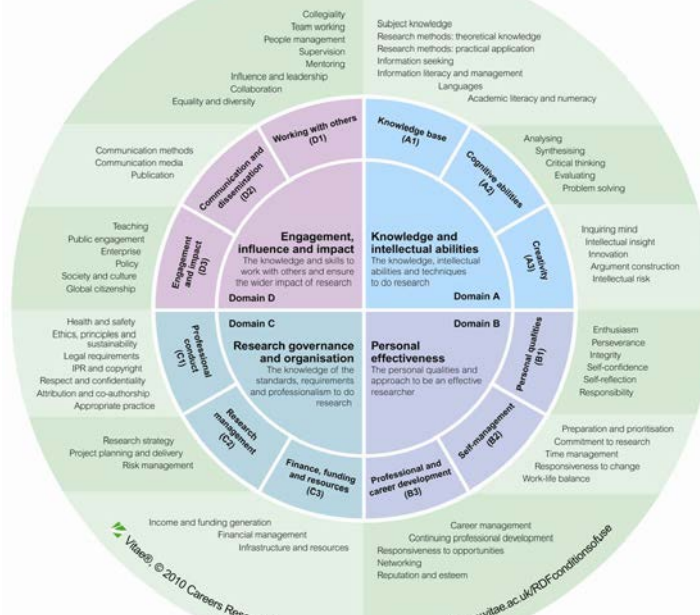 Collegiality
Team working
People management
Supervision
Mentoring
Influence and leadership
Collaboration
Equality and diversity
Subject knowledge
Research methods: theoretical knowledge
Research methods: practical application
Information seeking
Information literacy and management
Languages
Academic literacy and numeracy
Communication methods
Communication media
Publication
Analysing
Synthesising
Critical thinking
Evaluating
Problem solving
Teaching
Public engagement
Enterprise
Policy
Society and culture
Global citizenship
Inquiring mind
Intellectual insight
Innovation
Argument construction
Intellectual risk
Working with others
(D1)
Communication and
dissemination
(D2)
Engagement
and impact
(D3)
Knowledge base
(A1)
Cognitive abilities
(A2)
Creativity
(A3)
Engagement,
influence and impact
The knowledge and skills to
work with others and ensure
the wider impact of research
Domain D
Knowledge and
intellectual abilities
The knowledge, intellectual
abilities and techniques
to do research
Domain A
Domain C
Research governance
and organisation
The knowledge of the
standards, requirements
and professionalism to do
research
Domain B
Personal
effectiveness
The personal qualities and
approach to be an effective
researcher
Professional
conduct
(C1)
Research
management
(C2)
Finance, funding
and resources
(C3)
Personal qualities
(B1)
Self-management
(B2)
Professional and
career development
(B3)
Health and safety
Ethics, principles and
sustainability
Legal requirements
IPR and copyright
Respect and confidentiality
Attribution and co-authorship
Appropriate practice
Enthusiasm
Perseverance
Integrity
Self-confidence
Self-reflection
Responsibility
Research strategy
Project planning and delivery
Risk management
Preparation and prioritisation
Commitment to research
Time management
Responsiveness to change
Work-life balance
Income and funding generation
Financial management
Infrastructure and resources
Career management
Continuing professional development
Responsiveness to opportunities
Networking
Reputation and esteem
Vitae®, © 2010 Careers
vitae.ac.uk/RDFconditionsofuse